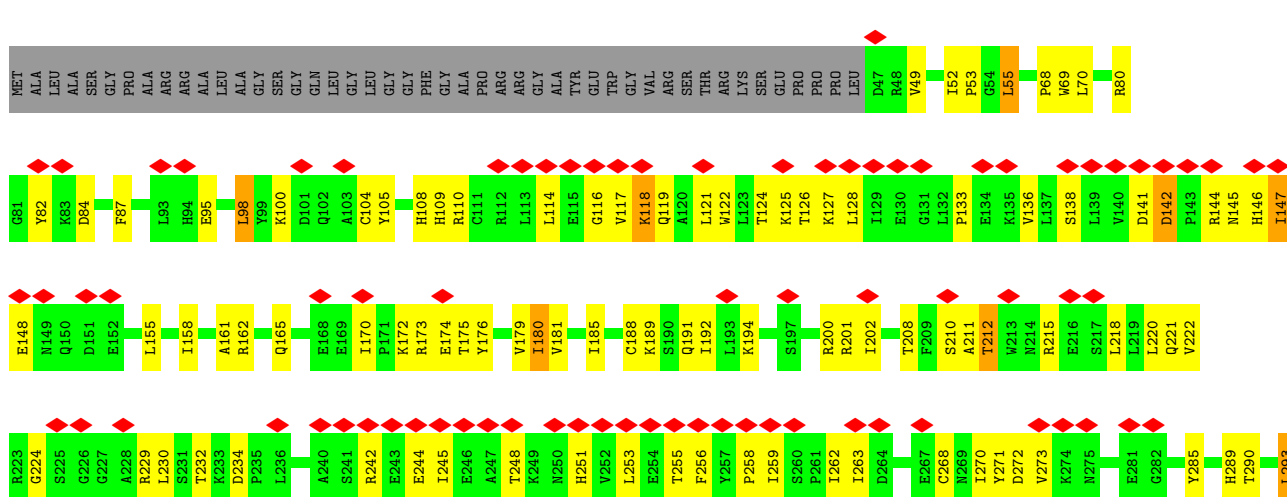 MET ALA LEU ALA SER GLY PRO ALA ARG ARG ALA LEU ALA GLY SER GLY GLN LEU GLY LEU GLY GLY PHE GLY ALA PRO ARG ARG GLY ALA TYR GLU TRP GLY VAL ARG SER THR ARG LYS SER GLU PRO PRO PRO LEU D47 R48 V49 I52 P53 G54 L55 P68 W69 L70 R80
G81 Y82 K83 D84 F87 L93 H94 E95 L98 Y99 K100 D101 Q102 A103 C104 Y105 H108 H109 R110 C111 R112 L113 L114 E115 G116 V117 K118 Q119 A120 L121 W122 L123 T124 K125 T126 K127 L128 I129 E130 G131 L132 P133 E134 K135 V136 L137 S138 L139 V140 D141 D142 P143 R144 N145 H146 I147
E148 N149 Q150 D151 E152 L155 I158 A161 R162 Q165 E168 E169 I170 P171 K172 R173 E174 T175 Y176 V179 I180 V181 I185 C188 K189 S190 Q191 I192 L193 K194 S197 R200 R201 I202 T208 F209 S210 A211 T212 W213 N214 R215 E216 S217 L218 L219 L220 Q221 V222
R223 G224 S225 G226 G227 A228 R229 L230 S231 T232 K233 D234 P235 L236 A240 S241 R242 E243 E244 I245 E246 A247 T248 K249 N250 H251 V252 L253 E254 T255 F256 Y257 P258 I259 S260 P261 I262 I263 D264 E267 C268 N269 I270 Y271 D272 V273 K274 N275 E281 G282 Y285 H289 T290